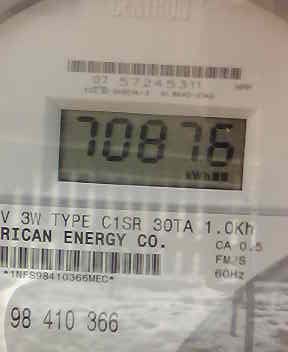 CENTRON
07 57245311
70876
kWh
V 3W TYPE C1SR 30TA 1.0Kh
RICAN ENERGY CO.
CA 0.5
*1NFS98410366MEC*
60Hz
98 410 366